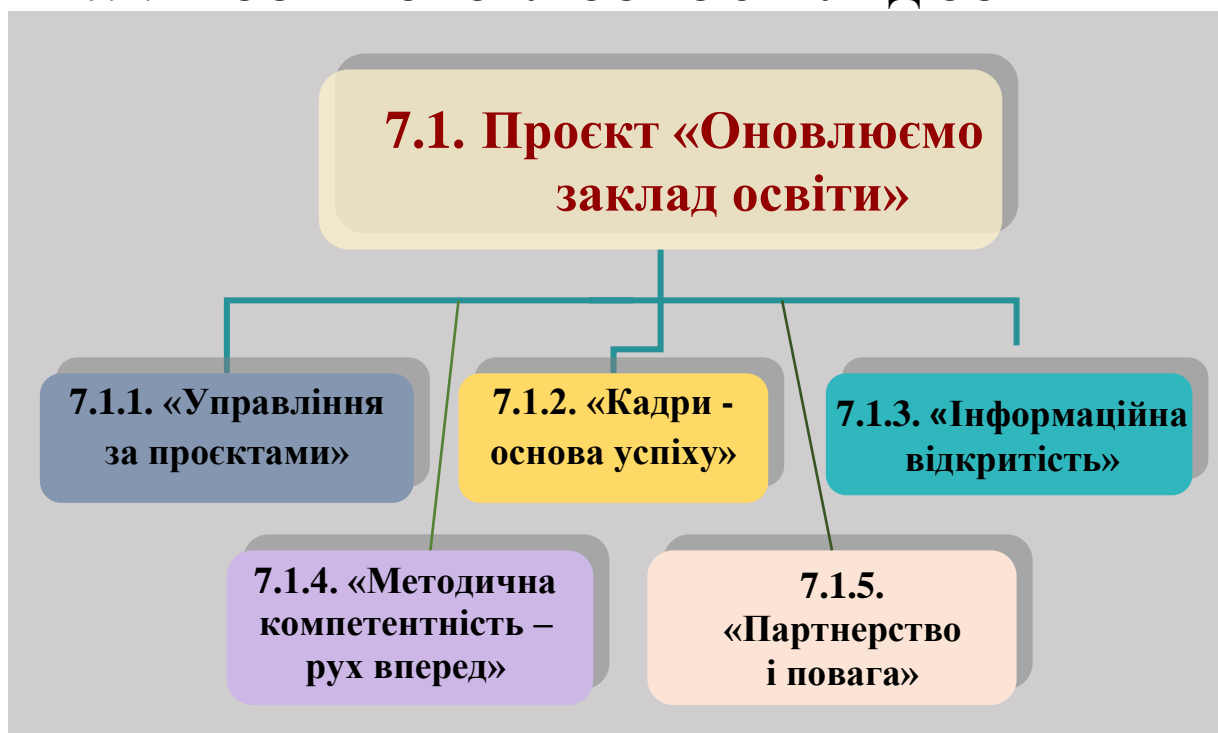 7.1. Проєкт «Оновлюємо
заклад освіти»
7.1.1. «Управління
за проєктами»
7.1.2. «Кадри -
основа успіху»
7.1.3. «Інформаційна
відкритість»
7.1.4. «Методична
компетентність –
рух вперед»
7.1.5.
«Партнерство
і повага»